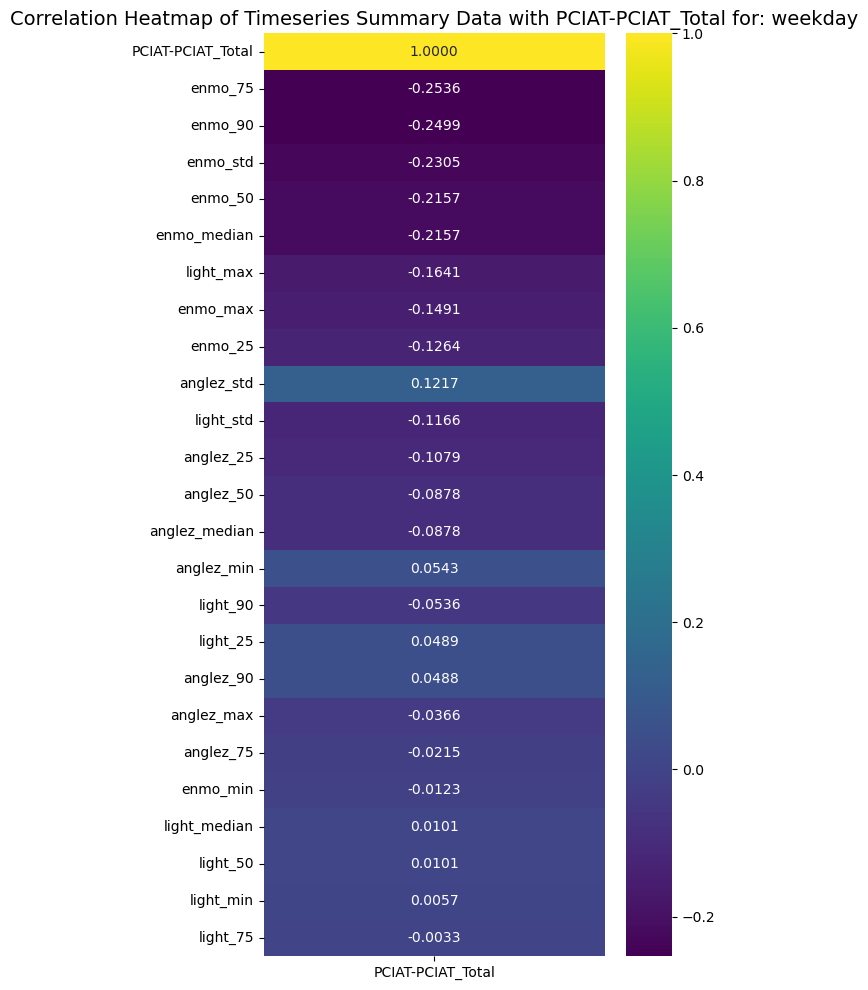 Correlation Heatmap of Timeseries Summary Data with PCIAT-PCIAT_Total for: weekday
PCIAT-PCIAT_Total 1.0000
enmo_75 -0.2536
enmo_90 -0.2499
enmo_std -0.2305
enmo_50 -0.2157
enmo_median -0.2157
light_max -0.1641
enmo_max -0.1491
enmo_25 -0.1264
anglez_std 0.1217
light_std -0.1166
anglez_25 -0.1079
anglez_50 -0.0878
anglez_median -0.0878
anglez_min 0.0543
light_90 -0.0536
light_25 0.0489
anglez_90 0.0488
anglez_max -0.0366
anglez_75 -0.0215
enmo_min -0.0123
light_median 0.0101
light_50 0.0101
light_min 0.0057
light_75 -0.0033
PCIAT-PCIAT_Total
1.0
0.8
0.6
0.4
0.2
0.0
−0.2